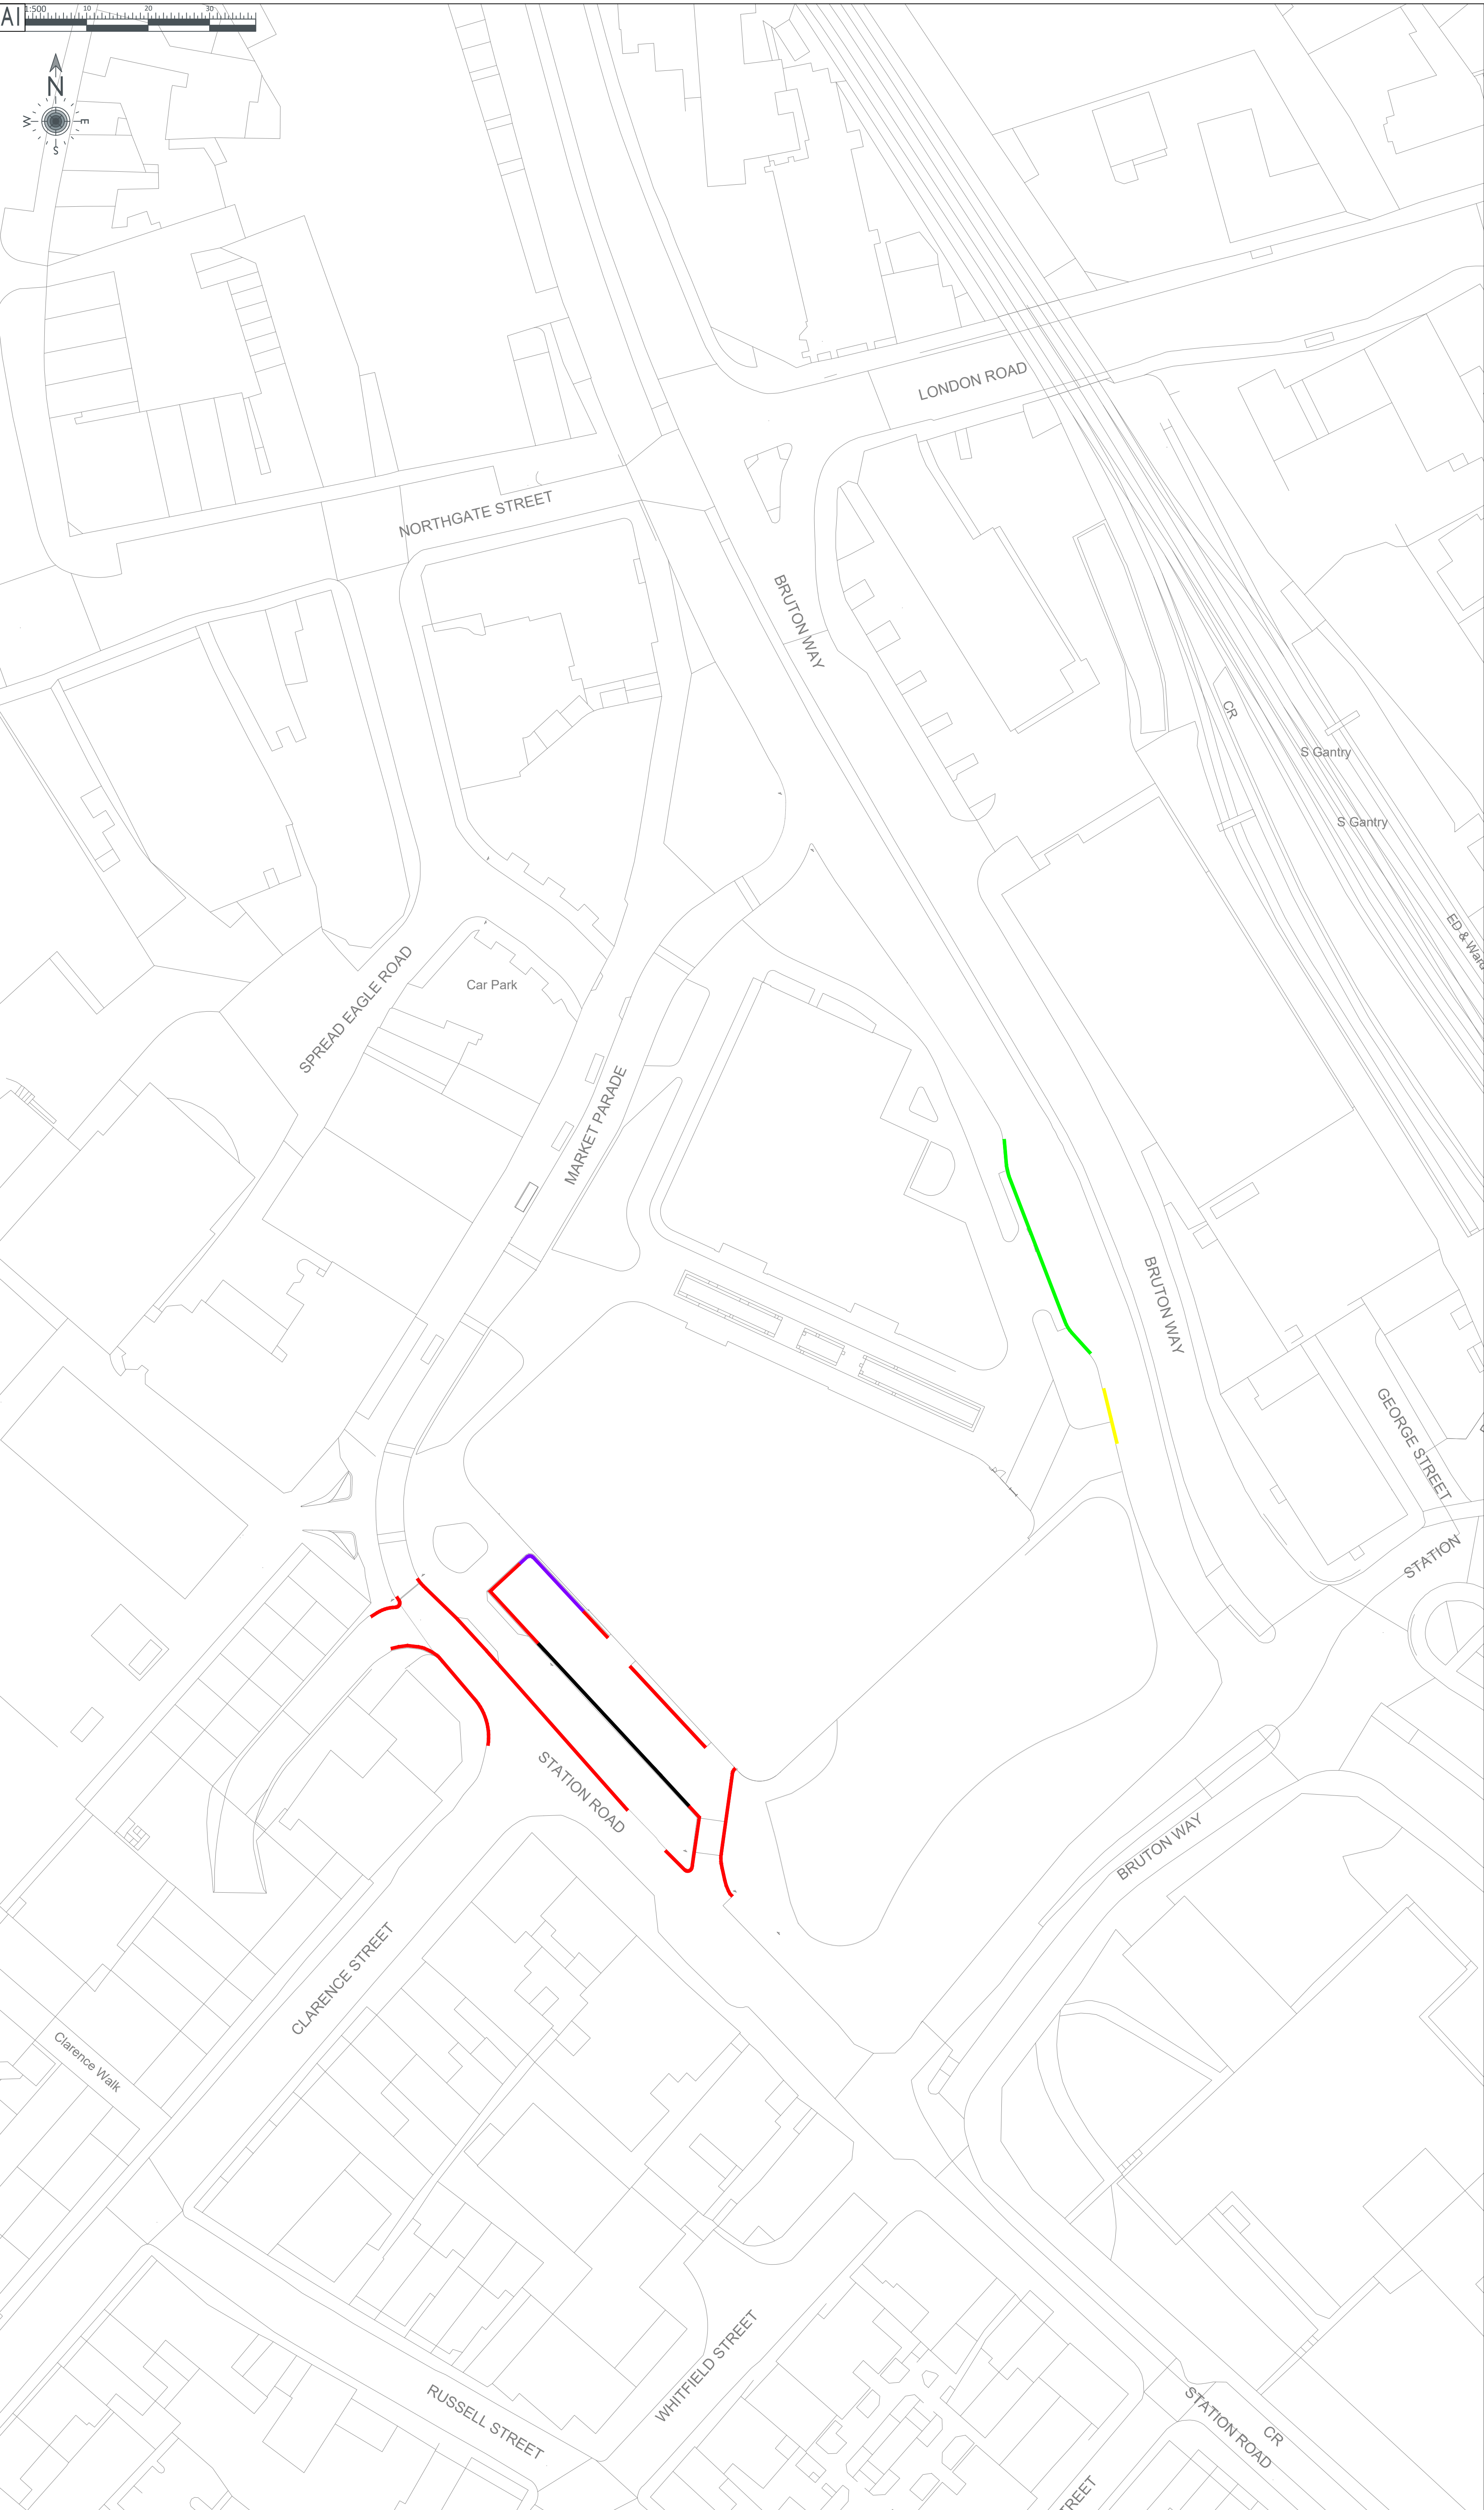 A1
1:500
10 20 30
N
W E
S
LONDON ROAD
NORTHGATE STREET
BRUTON WAY
CR
S Gantry
S Gantry
ED & Ward
SPREAD EAGLE ROAD
Car Park
MARKET PARADE
BRUTON WAY
GEORGE STREET
STATION
STATION ROAD
BRUTON WAY
CLARENCE STREET
Clarence Walk
WHITFIELD STREET
RUSSELL STREET
STATION ROAD
CR